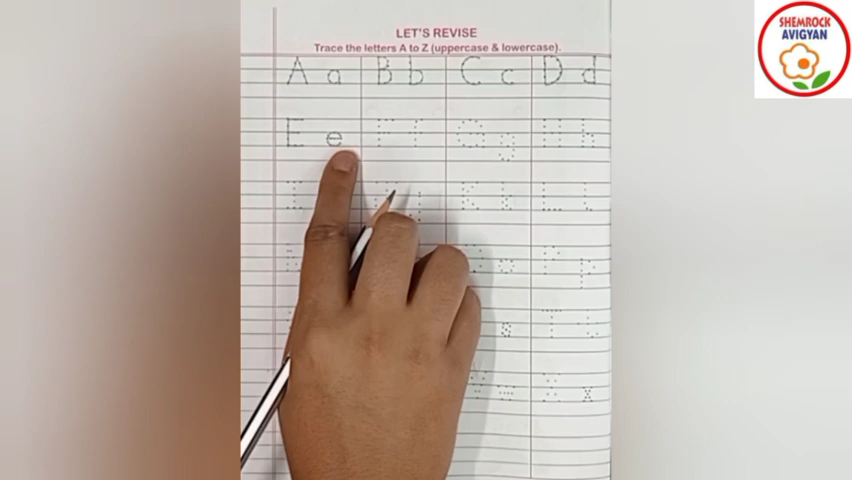 SHEMROCK
AVIGYAN
LET'S REVISE
Trace the letters A to Z (uppercase & lowercase).
A a B b C c D d
E e F f G g H h
K k L l
o P p
s T t
x